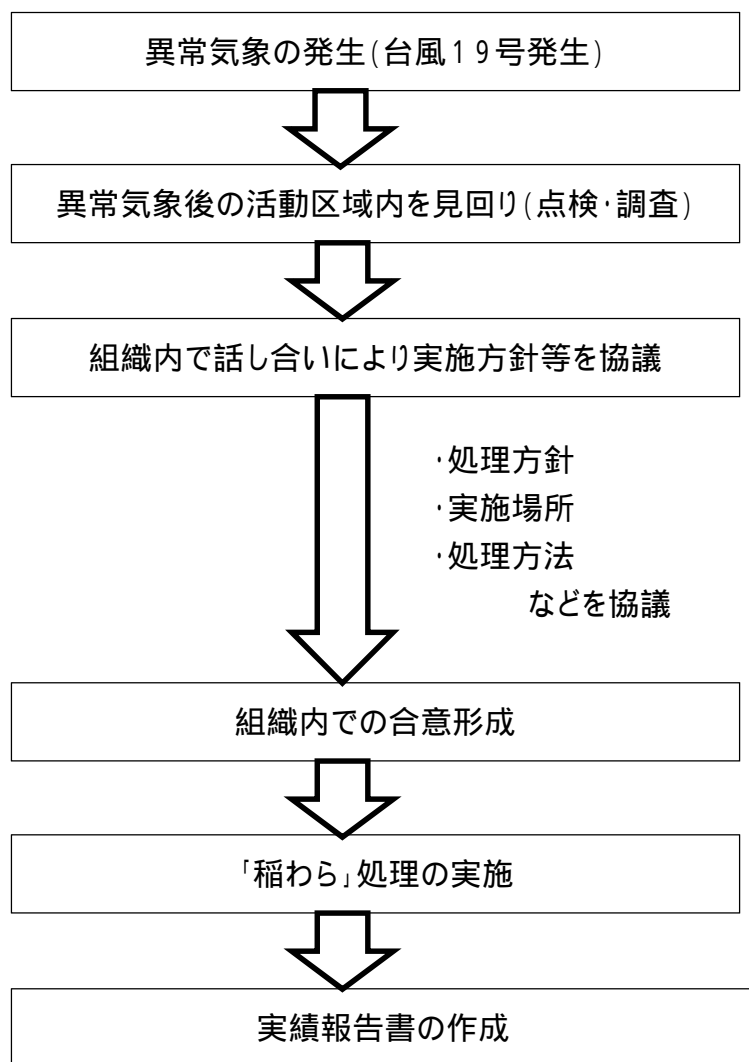 異常気象の発生(台風19号発生)
異常気象後の活動区域内を見回り(点検・調査)
組織内で話し合いにより実施方針等を協議
・処理方針
・実施場所
・処理方法
などを協議
組織内での合意形成
「稲わら」処理の実施
実績報告書の作成